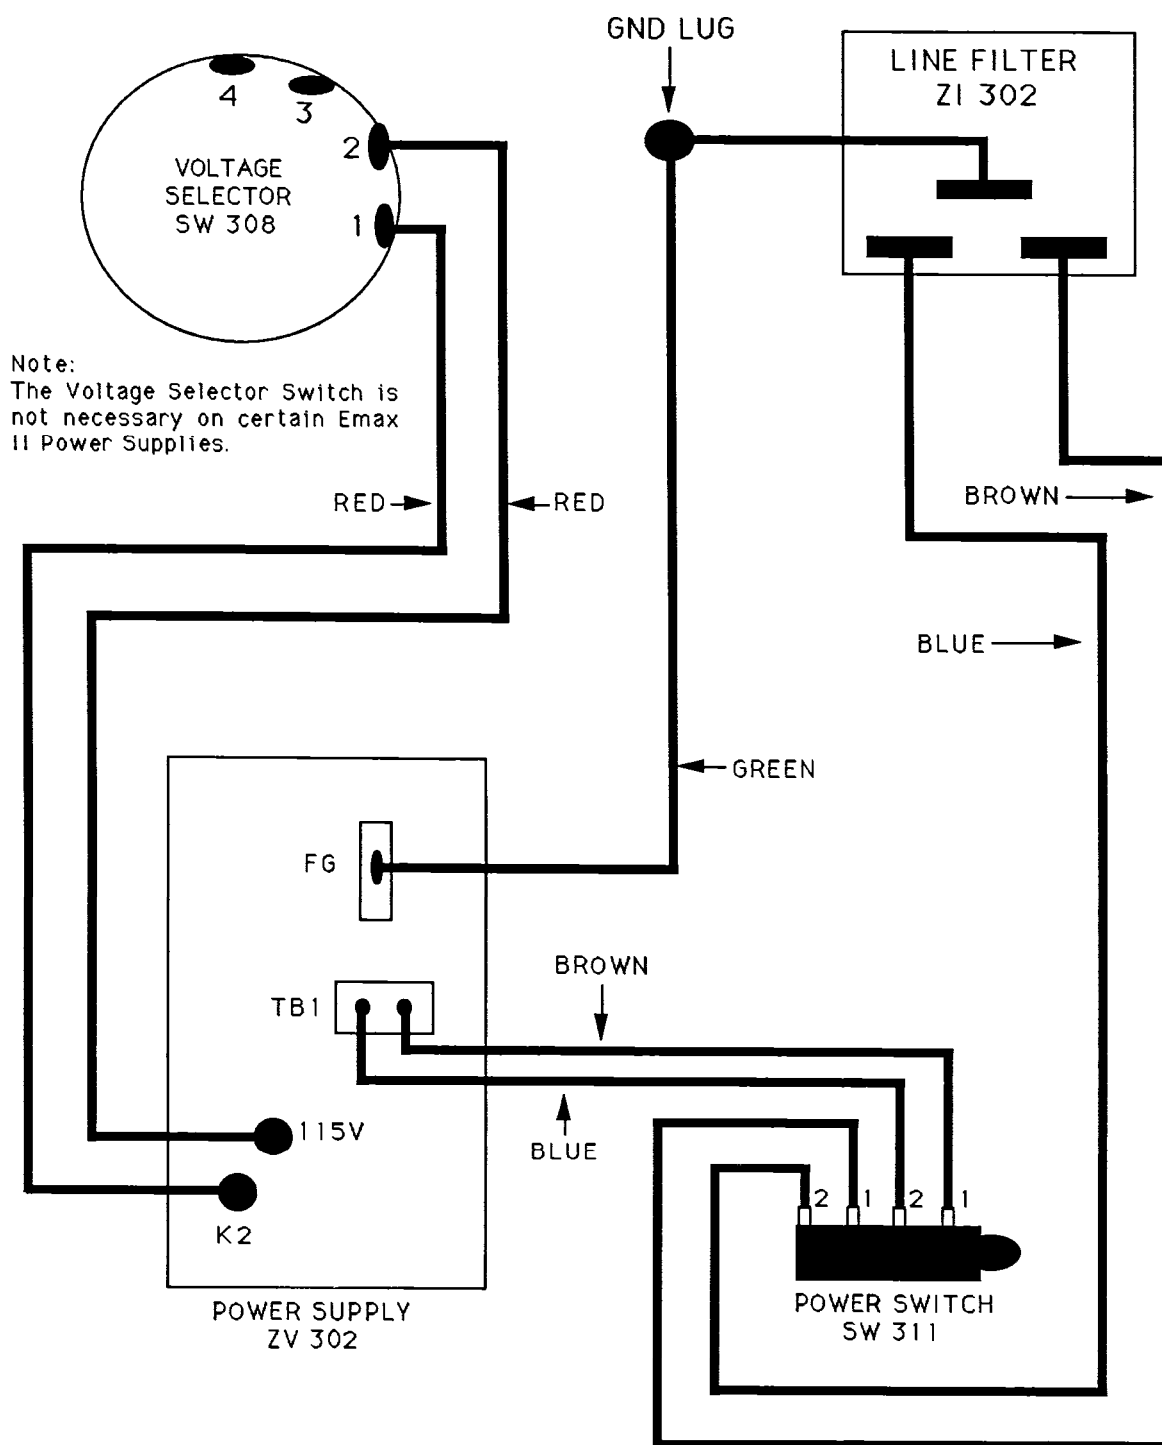 GND LUG
LINE FILTER
ZI 302
4
3
2
1
VOLTAGE
SELECTOR
SW 308
Note:
The Voltage Selector Switch is
not necessary on certain Emax
II Power Supplies.
RED
RED
BROWN
BLUE
GREEN
FG
BROWN
TB1
115V
BLUE
K2
2
1
2
1
POWER SUPPLY
ZV 302
POWER SWITCH
SW 311